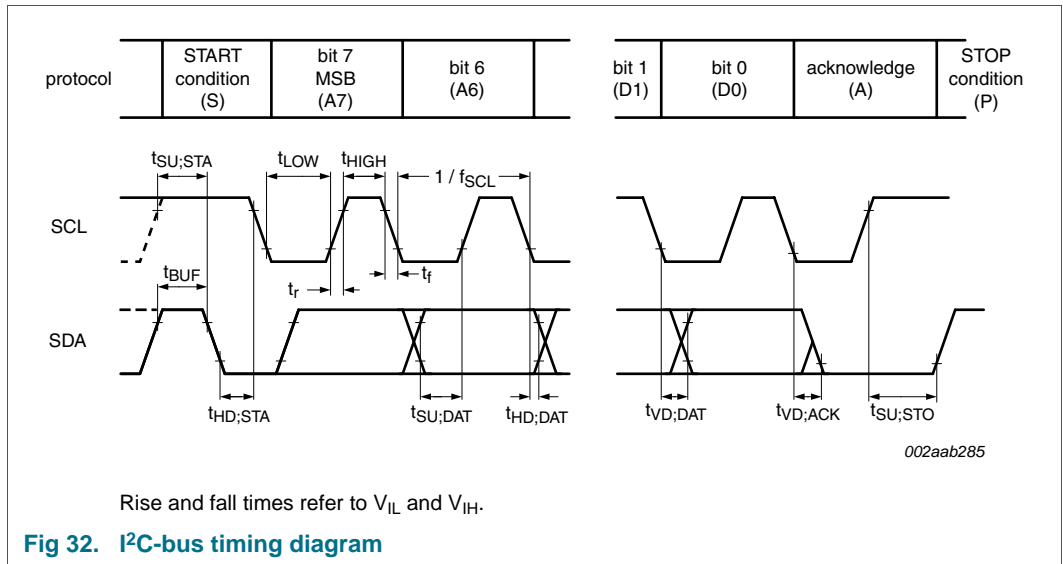 protocol
START
condition
(S)
bit 7
MSB
(A7)
bit 6
(A6)
bit 1
(D1)
bit 0
(D0)
acknowledge
(A)
STOP
condition
(P)
tSU;STA
tLOW
tHIGH
1 / fSCL
SCL
tBUF
tr
tf
SDA
tHD;STA
tSU;DAT
tHD;DAT
tVD;DAT
tVD;ACK
tSU;STO
002aab285
Rise and fall times refer to VIL and VIH.
Fig 32. I²C-bus timing diagram